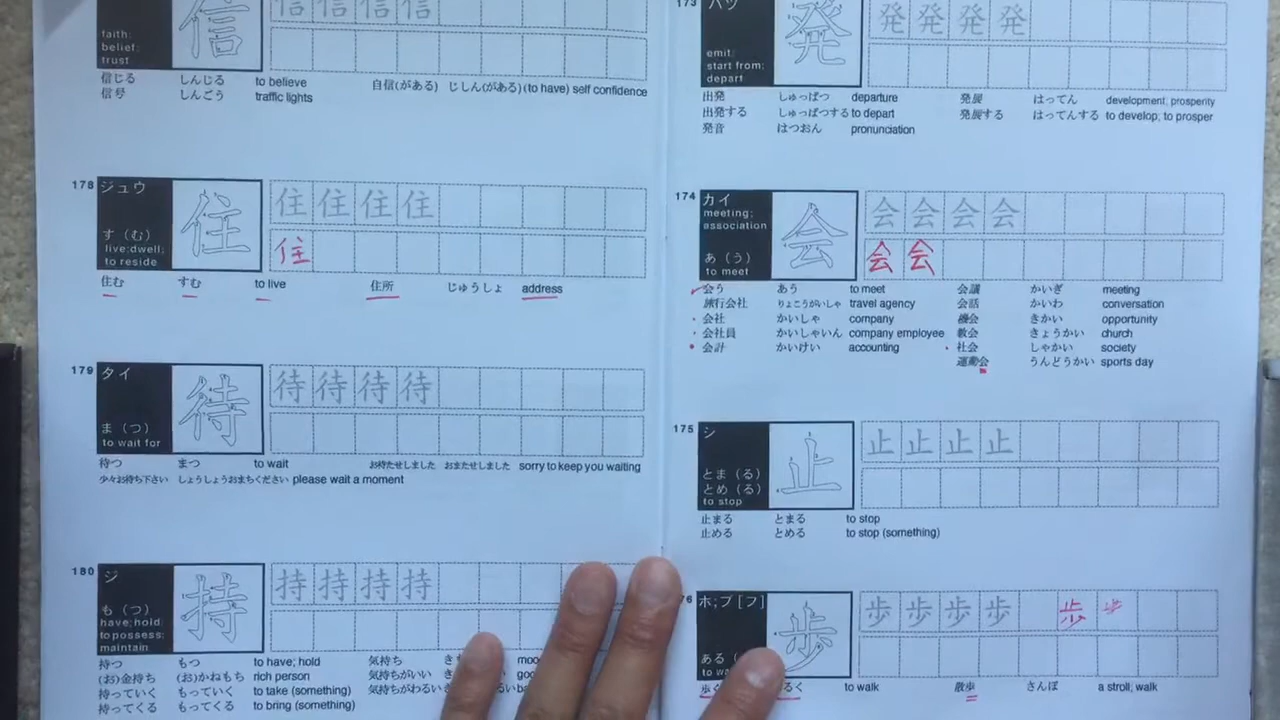 信 信 信 信 信
faith:
belief:
trust
信じる しんじる to believe 自信(がある) じしん(がある) (to have) self confidence
信号 しんごう traffic lights
178 ジュウ 住 住 住 住 住
す（む）
live:dwell;
to reside
住
住む すむ to live 住所 じゅうしょ address
179 タイ 待 待 待 待 待
ま（つ）
to wait for
待つ まつ to wait お待たせしました おまたせしました sorry to keep you waiting
少々お待ち下さい しょうしょうおまちください please wait a moment
180 ジ 持 持 持 持 持
も（つ）
have; hold:
to possess;
maintain
持つ もつ to have; hold 気持ち
(お)金持ち (お)かねもち rich person 気持ちがいい
持っていく もっていく to take (something) 気持ちがわるい
持ってくる もってくる to bring (something)
173 ハツ 発 発 発 発 発
emit:
start from;
depart
出発 しゅっぱつ departure 発展 はってん development; prosperity
出発する しゅっぱつする to depart 発展する はってんする to develop; to prosper
発音 はつおん pronunciation
174 カイ 会 会 会 会 会
meeting;
association
あ（う）
to meet
会 会
会う あう to meet 会議 かいぎ meeting
旅行会社 りょこうがいしゃ travel agency 会話 かいわ conversation
会社 かいしゃ company 機会 きかい opportunity
会社員 かいしゃいん company employee 教会 きょうかい church
会計 かいけい accounting 社会 しゃかい society
運動会 うんどうかい sports day
175 シ 止 止 止 止 止
とま（る）
とめ（る）
to stop
止まる とまる to stop
止める とめる to stop (something)
76 ホ;ブ [フ] 歩 歩 歩 歩 歩 歩 歩
ある
歩 るく to walk 散歩 さんぽ a stroll; walk